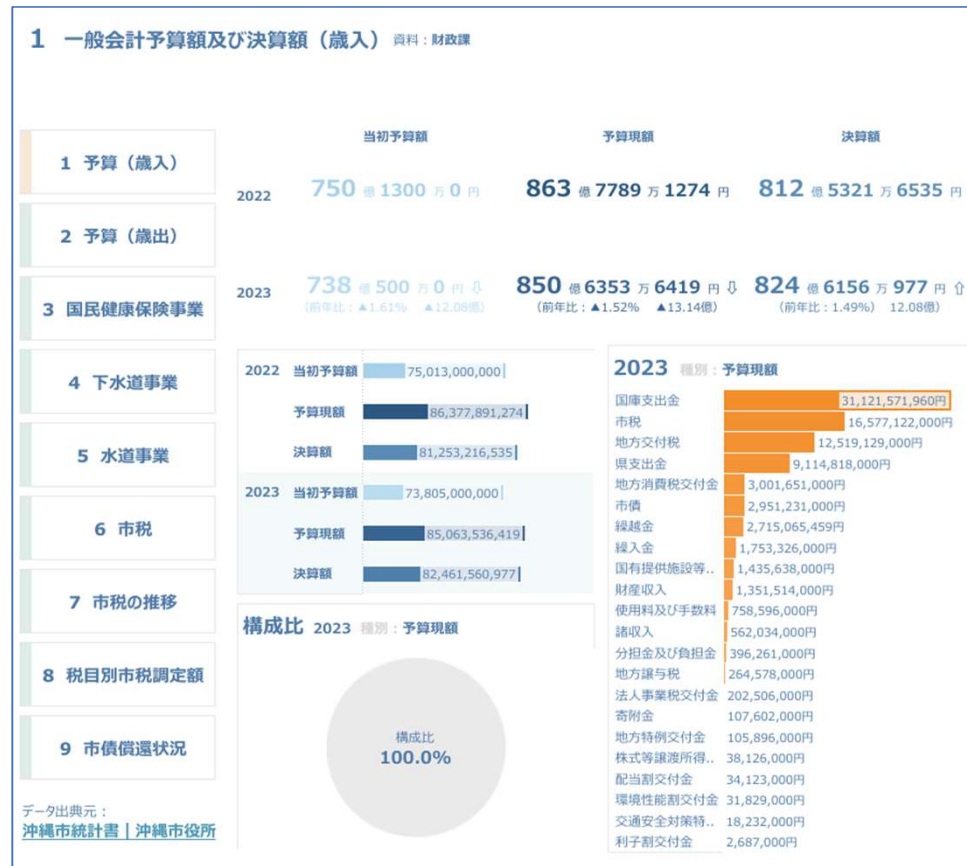 1 一般会計予算額及び決算額（歳入） 資料：財政課
1 予算（歳入）
2 予算（歳出）
3 国民健康保険事業
4 下水道事業
5 水道事業
6 市税
7 市税の推移
8 税目別市税調定額
9 市債償還状況
データ出典元：
沖縄市統計書 | 沖縄市役所
当初予算額 予算現額 決算額
2022 750 億 1300 万 0 円 863 億 7789 万 1274 円 812 億 5321 万 6535 円
2023 738 億 500 万 0 円 ⇩ 850 億 6353 万 6419 円 ⇩ 824 億 6156 万 977 円 ⇧
(前年比：▲1.61% ▲12.08億) (前年比：▲1.52% ▲13.14億) (前年比：1.49%) 12.08億)
2022 当初予算額 75,013,000,000
予算現額 86,377,891,274
決算額 81,253,216,535
2023 当初予算額 73,805,000,000
予算現額 85,063,536,419
決算額 82,461,560,977
構成比 2023 種別：予算現額
構成比
100.0%
2023 種別：予算現額
国庫支出金 31,121,571,960円
市税 16,577,122,000円
地方交付税 12,519,129,000円
県支出金 9,114,818,000円
地方消費税交付金 3,001,651,000円
市債 2,951,231,000円
繰越金 2,715,065,459円
繰入金 1,753,326,000円
国有提供施設等.. 1,435,638,000円
財産収入 1,351,514,000円
使用料及び手数料 758,596,000円
諸収入 562,034,000円
分担金及び負担金 396,261,000円
地方譲与税 264,578,000円
法人事業税交付金 202,506,000円
寄附金 107,602,000円
地方特例交付金 105,896,000円
株式等譲渡所得.. 38,126,000円
配当割交付金 34,123,000円
環境性能割交付金 31,829,000円
交通安全対策特.. 18,232,000円
利子割交付金 2,687,000円